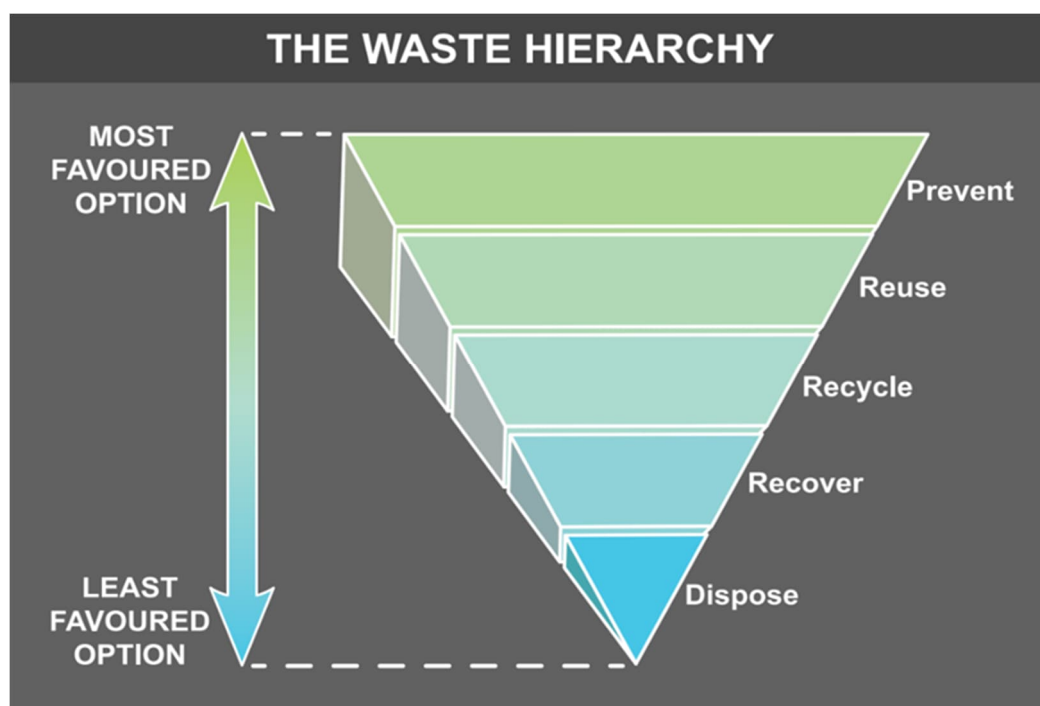 THE WASTE HIERARCHY
MOST
FAVOURED
OPTION
Prevent
Reuse
Recycle
Recover
Dispose
LEAST
FAVOURED
OPTION